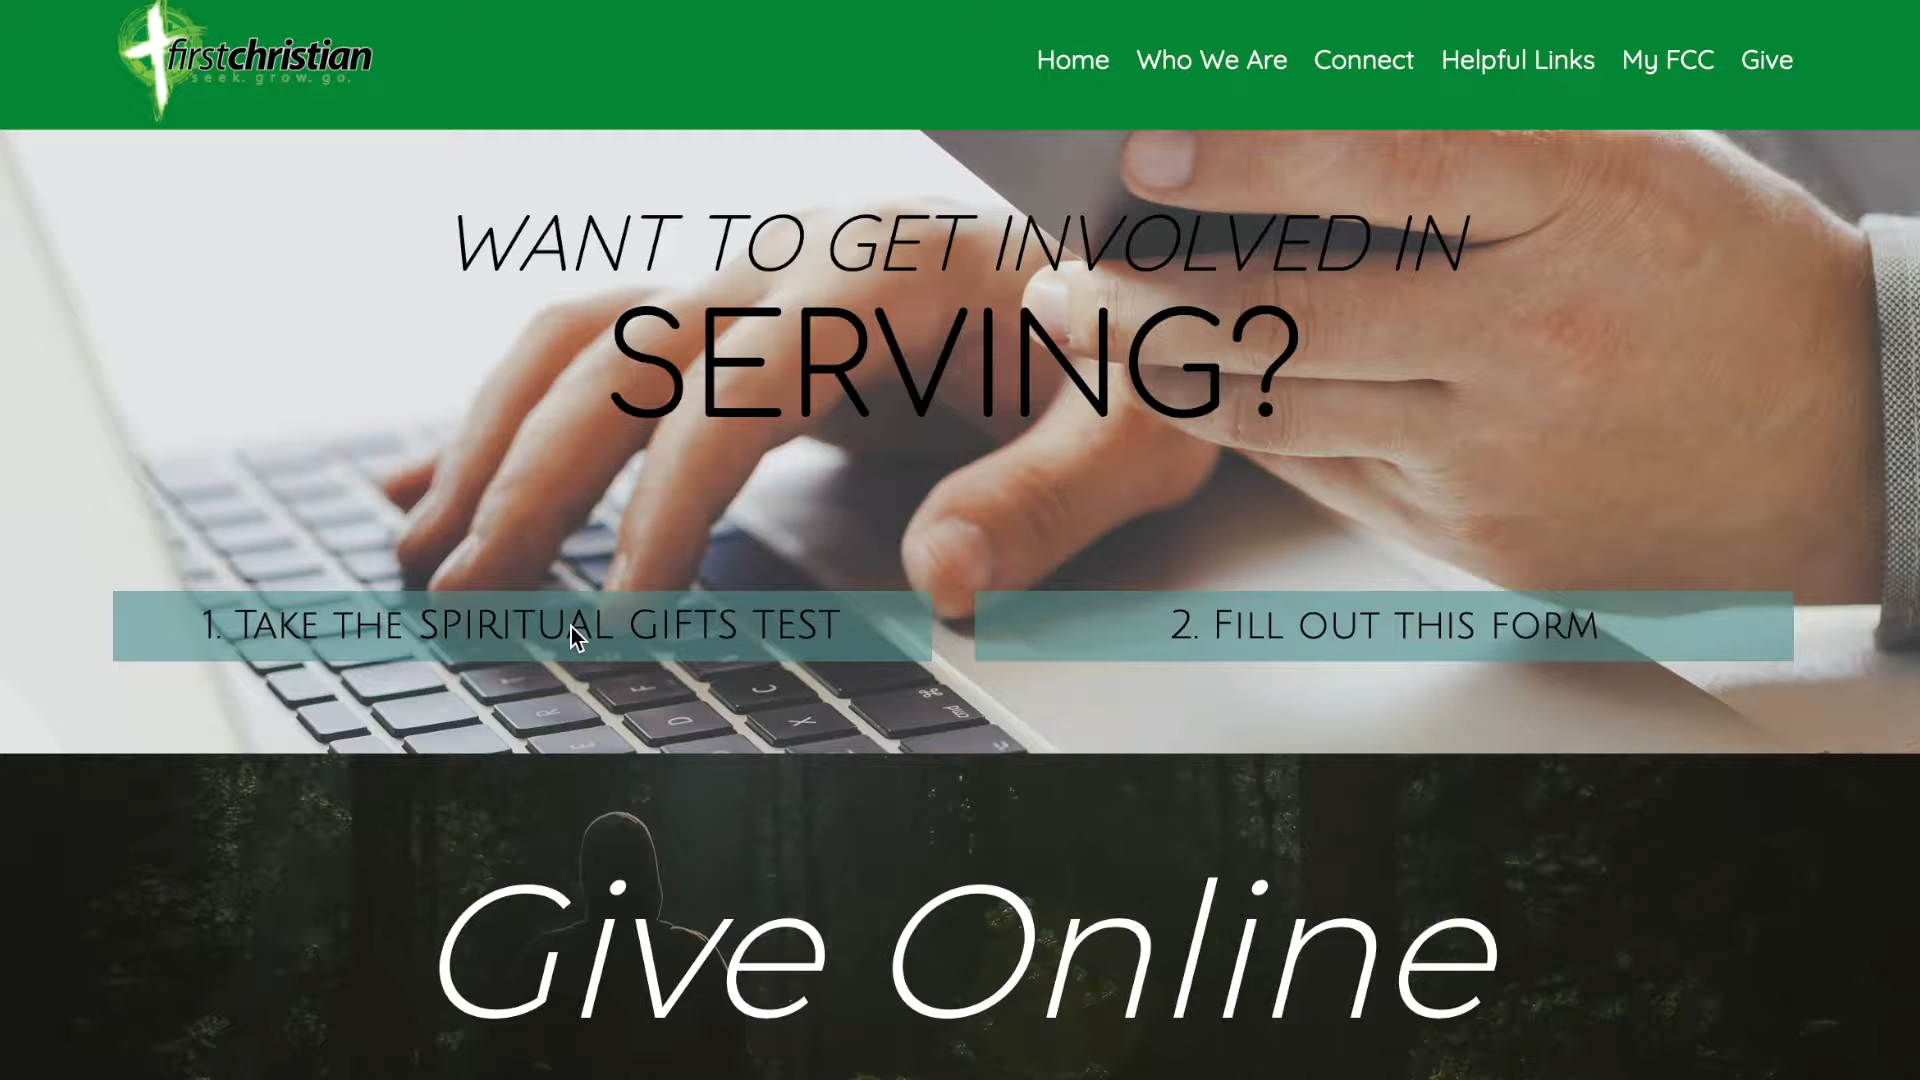 firstchristian
seek. grow. go.
Home Who We Are Connect Helpful Links My FCC Give
WANT TO GET INVOLVED IN
SERVING?
1. TAKE THE SPIRITUAL GIFTS TEST
2. FILL OUT THIS FORM
T F C ⌘ cmd
R D X
E
Give Online